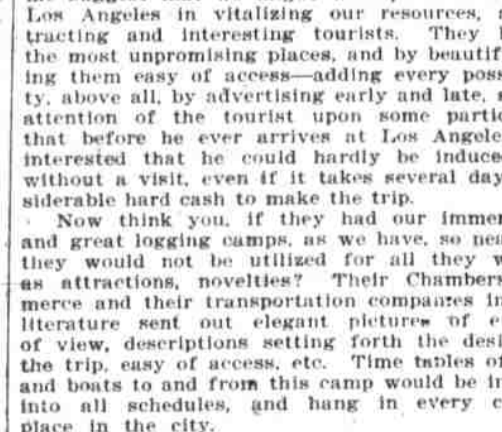 Los Angeles in vitalizing our resources,
tracting and interesting tourists. They
the most unpromising places, and by beautif
ing them easy of access—adding every poss
ty, above all, by advertising early and late,
attention of the tourist upon some partic
that before he ever arrives at Los Angele
interested that he could hardly be induce
without a visit, even if it takes several day
siderable hard cash to make the trip.
Now think you, if they had our immen
and great logging camps, as we have, so nea
they would not be utilized for all they w
as attractions, novelties? Their Chambers
merce and their transportation companies in
literature sent out elegant pictures of e
of view, descriptions setting forth the desi
the trip, easy of access, etc. Time tables of
and boats to and from this camp would be in
into all schedules, and hang in every c
place in the city.